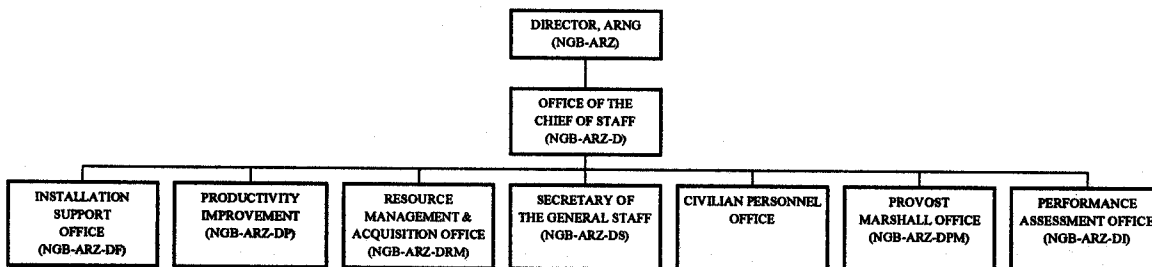 DIRECTOR, ARNG
(NGB-ARZ)
OFFICE OF THE
CHIEF OF STAFF
(NGB-ARZ-D)
INSTALLATION
SUPPORT
OFFICE
(NGB-ARZ-DF)
PRODUCTIVITY
IMPROVEMENT
(NGB-ARZ-DP)
RESOURCE
MANAGEMENT &
ACQUISITION OFFICE
(NGB-ARZ-DRM)
SECRETARY OF
THE GENERAL STAFF
(NGB-ARZ-DS)
CIVILIAN PERSONNEL
OFFICE
PROVOST
MARSHALL OFFICE
(NGB-ARZ-DPM)
PERFORMANCE
ASSESSMENT OFFICE
(NGB-ARZ-DI)